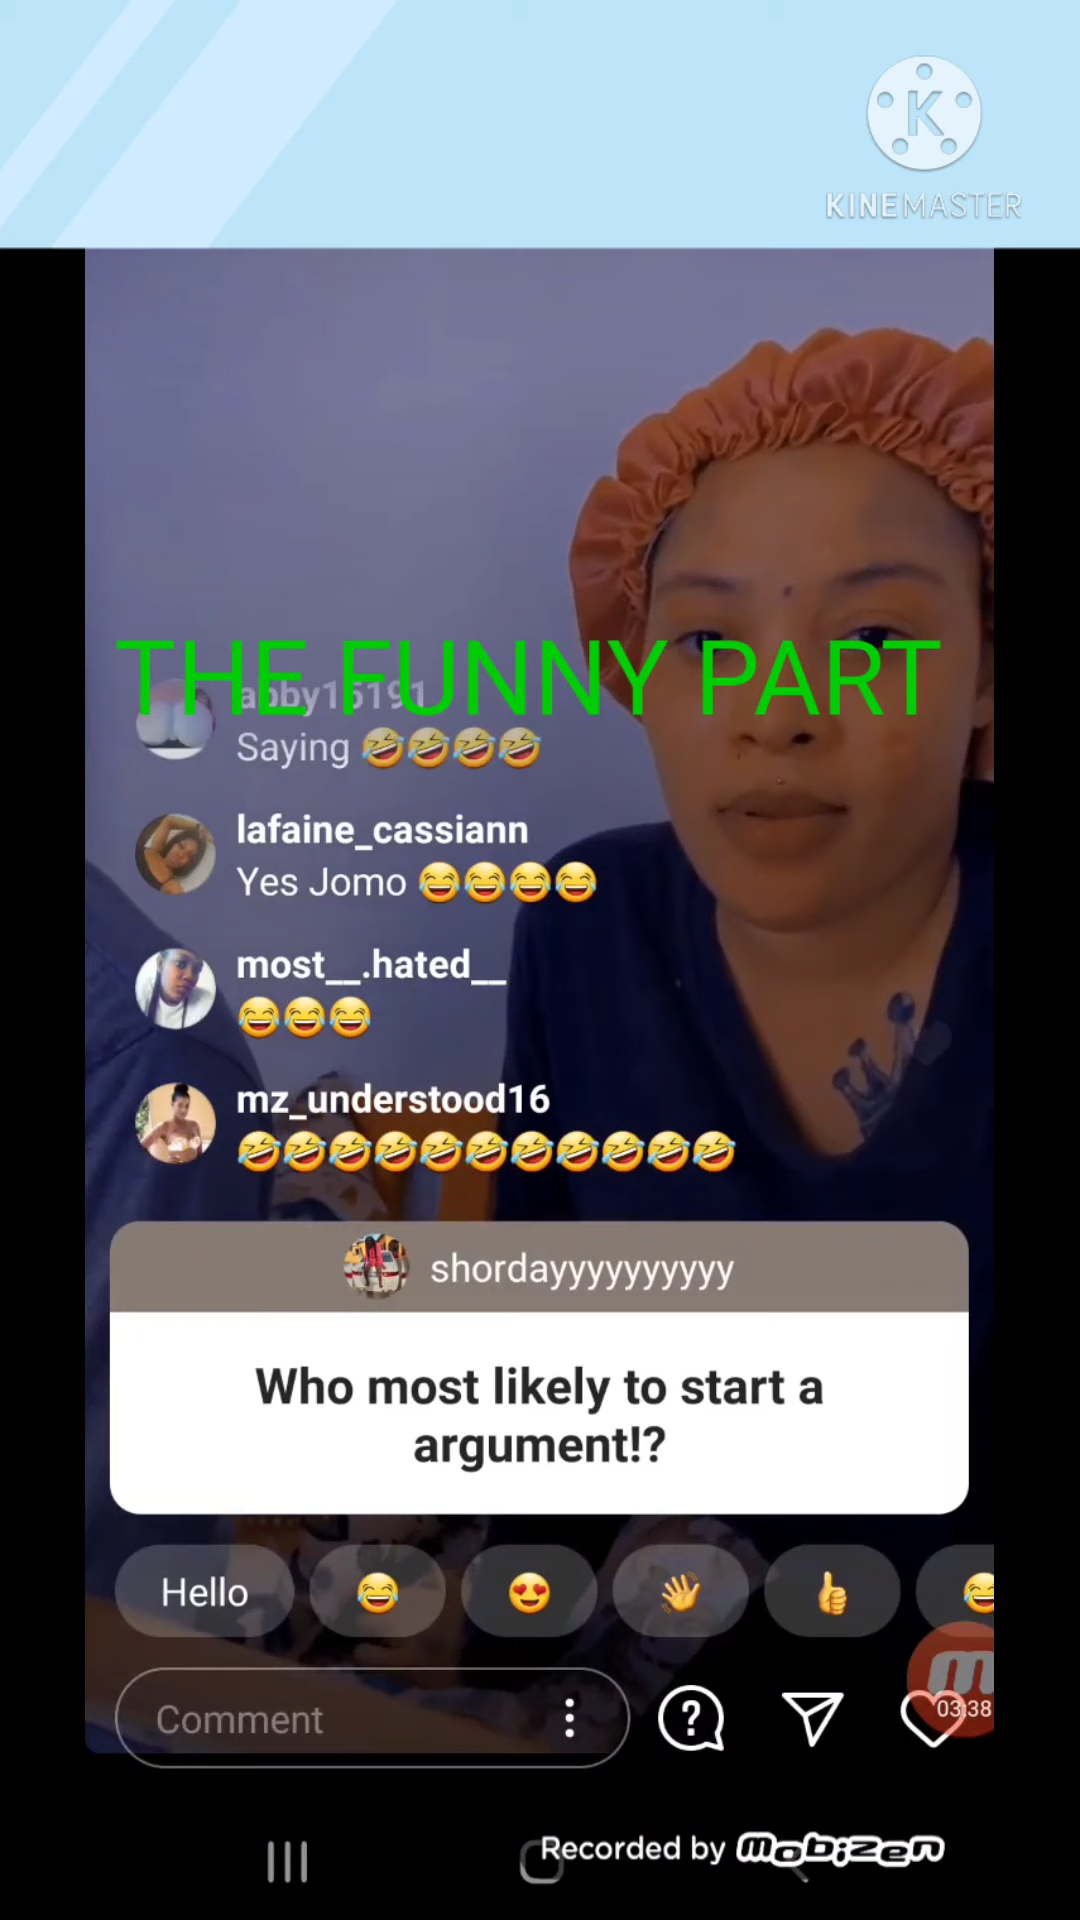 K
KINEMASTER
THE FUNNY PART
abby15191
Saying 🤣🤣🤣🤣
lafaine_cassiann
Yes Jomo 😂😂😂😂
most__.hated__
😂😂😂
mz_understood16
🤣🤣🤣🤣🤣🤣🤣🤣🤣🤣🤣
shordayyyyyyyyyy
Who most likely to start a
argument!?
Hello 😂 😍 👋 👍 😂
Comment
?
m
03:38
Recorded by mobizen